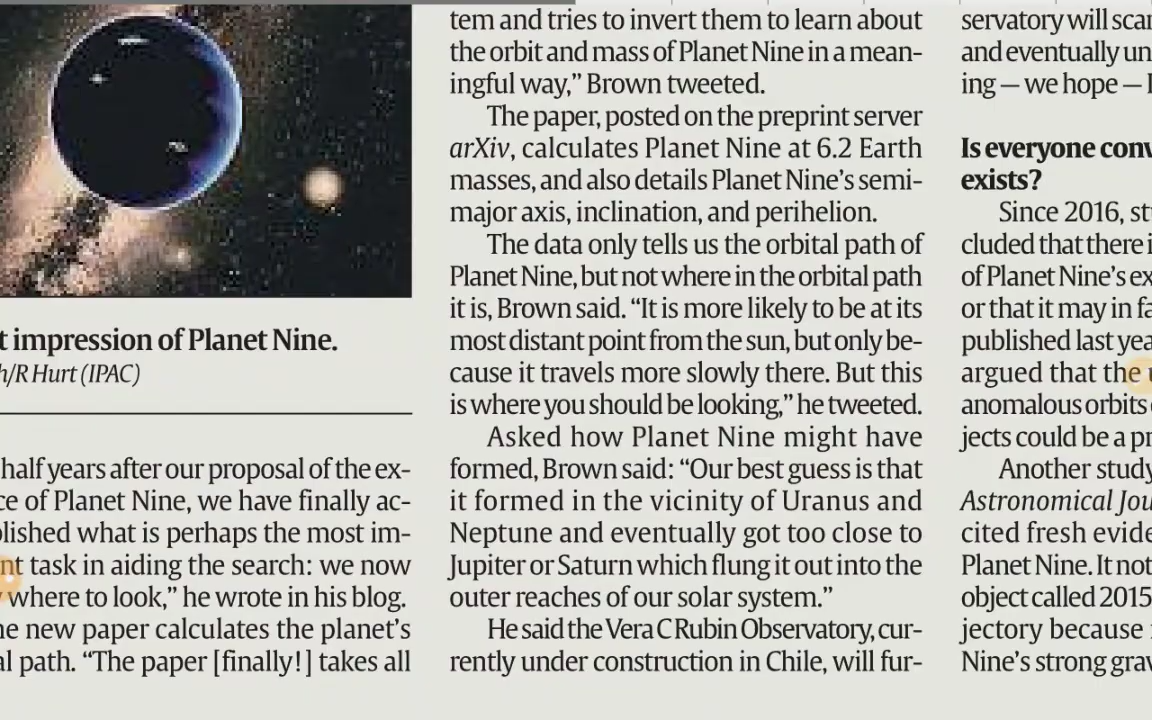 t impression of Planet Nine.
h/R Hurt (IPAC)
half years after our proposal of the ex-
ce of Planet Nine, we have finally ac-
plished what is perhaps the most im-
nt task in aiding the search: we now
where to look,” he wrote in his blog.
he new paper calculates the planet’s
al path. “The paper [finally!] takes all
tem and tries to invert them to learn about
the orbit and mass of Planet Nine in a mean-
ingful way,” Brown tweeted.
The paper, posted on the preprint server
arXiv, calculates Planet Nine at 6.2 Earth
masses, and also details Planet Nine’s semi-
major axis, inclination, and perihelion.
The data only tells us the orbital path of
Planet Nine, but not where in the orbital path
it is, Brown said. “It is more likely to be at its
most distant point from the sun, but only be-
cause it travels more slowly there. But this
is where you should be looking,” he tweeted.
Asked how Planet Nine might have
formed, Brown said: “Our best guess is that
it formed in the vicinity of Uranus and
Neptune and eventually got too close to
Jupiter or Saturn which flung it out into the
outer reaches of our solar system.”
He said the Vera C Rubin Observatory, cur-
rently under construction in Chile, will fur-
servatory will scan
and eventually un
ing — we hope —
Is everyone conv
exists?
Since 2016, st
cluded that there i
of Planet Nine’s ex
or that it may in fa
published last yea
argued that the
anomalous orbits
jects could be a pr
Another study
Astronomical Jou
cited fresh evide
Planet Nine. It not
object called 2015
jectory because
Nine’s strong grav